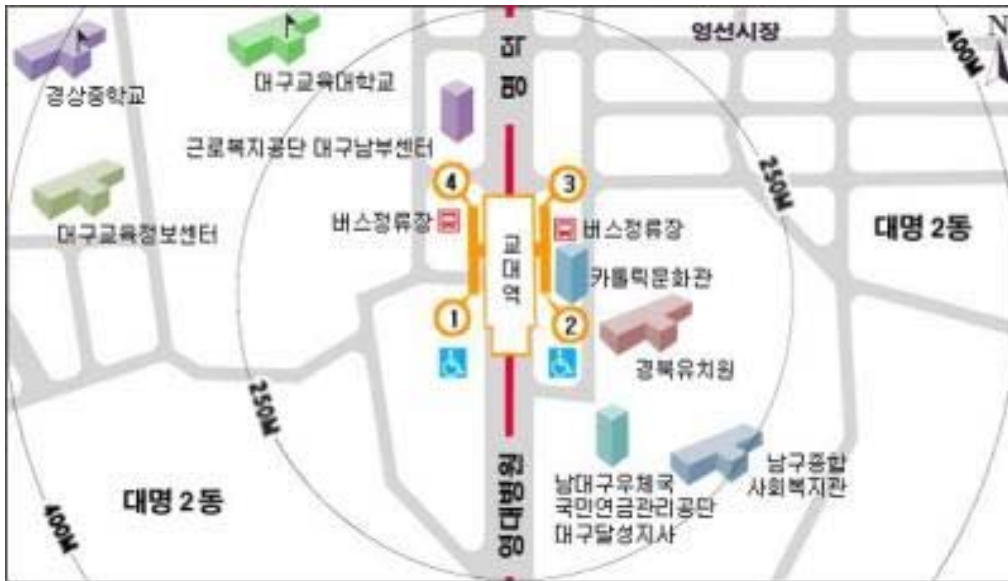 영선시장
N
400M
명덕
경상중학교
대구교육대학교
근로복지공단 대구남부센터
250M
4
3
대구교육정보센터
버스정류장
버스정류장
대명 2동
교대역
카톨릭문화관
1
2
경북유치원
250M
대명 2동
400M
영대병원
남대구우체국
국민연금관리공단
대구달성지사
남구종합
사회복지관